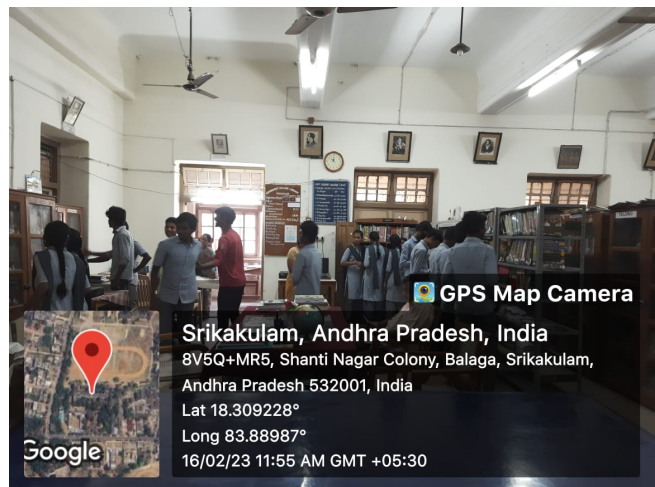 GPS Map Camera
Srikakulam, Andhra Pradesh, India
8V5Q+MR5, Shanti Nagar Colony, Balaga, Srikakulam,
Andhra Pradesh 532001, India
Lat 18.309228°
Long 83.88987°
16/02/23 11:55 AM GMT +05:30
Google